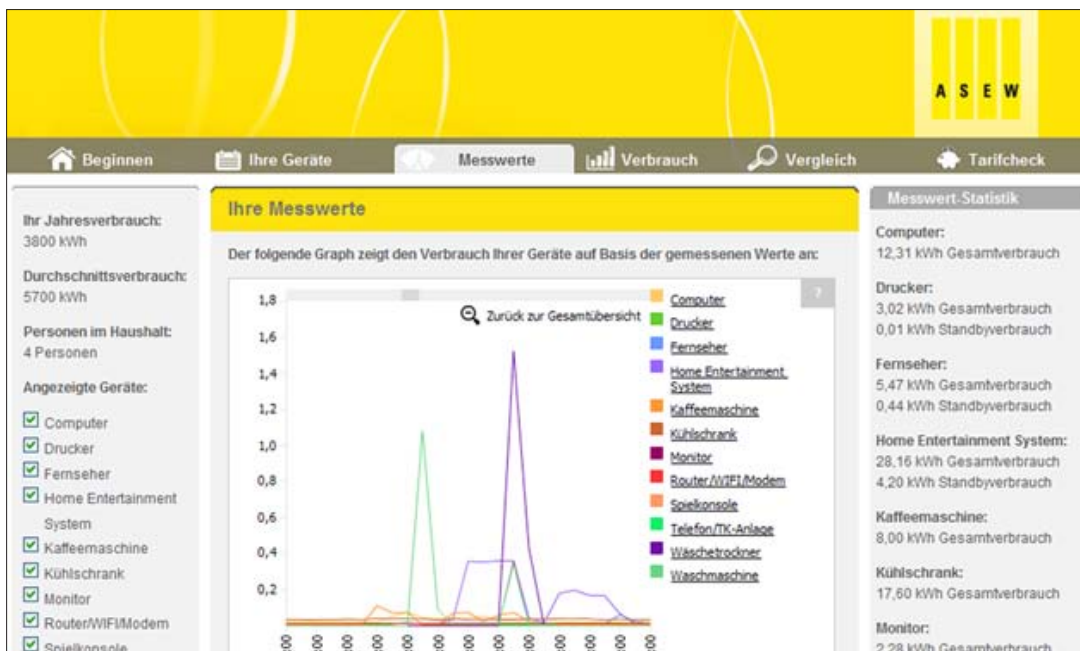 A S E W
Beginnen
Ihre Geräte
Messwerte
Verbrauch
Vergleich
Tarifcheck
Ihr Jahresverbrauch:
3800 kWh
Durchschnittsverbrauch:
5700 kWh
Personen im Haushalt:
4 Personen
Angezeigte Geräte:
Computer
Drucker
Fernseher
Home Entertainment
System
Kaffeemaschine
Kühlschrank
Monitor
Router/WIFI/Modem
Spielkonsole
Ihre Messwerte
Der folgende Graph zeigt den Verbrauch Ihrer Geräte auf Basis der gemessenen Werte an:
?
Zurück zur Gesamtübersicht
1,8
1,6
1,4
1,2
1,0
0,8
0,6
0,4
0,2
Computer
Drucker
Fernseher
Home Entertainment
System
Kaffeemaschine
Kühlschrank
Monitor
Router/WIFI/Modem
Spielkonsole
Telefon/TK-Anlage
Wäschetrockner
Waschmaschine
Messwert-Statistik
Computer:
12,31 kWh Gesamtverbrauch
Drucker:
3,02 kWh Gesamtverbrauch
0,01 kWh Standbyverbrauch
Fernseher:
5,47 kWh Gesamtverbrauch
0,44 kWh Standbyverbrauch
Home Entertainment System:
28,16 kWh Gesamtverbrauch
4,20 kWh Standbyverbrauch
Kaffeemaschine:
8,00 kWh Gesamtverbrauch
Kühlschrank:
17,60 kWh Gesamtverbrauch
Monitor:
2,28 kWh Gesamtverbrauch